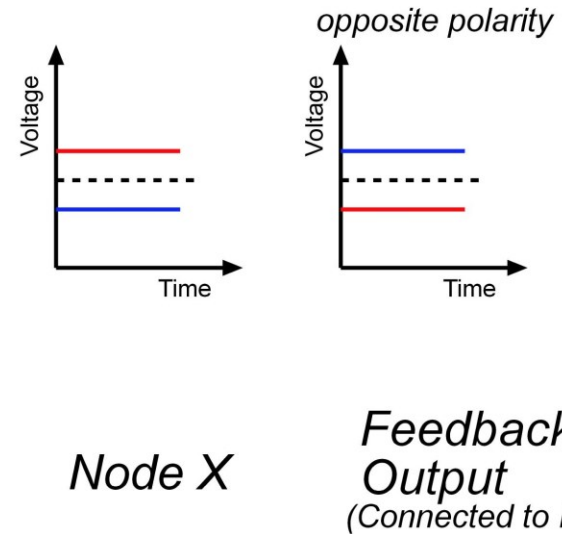 opposite polarity
Voltage
Voltage
Time
Time
Node X
Feedback
Output
(Connected to